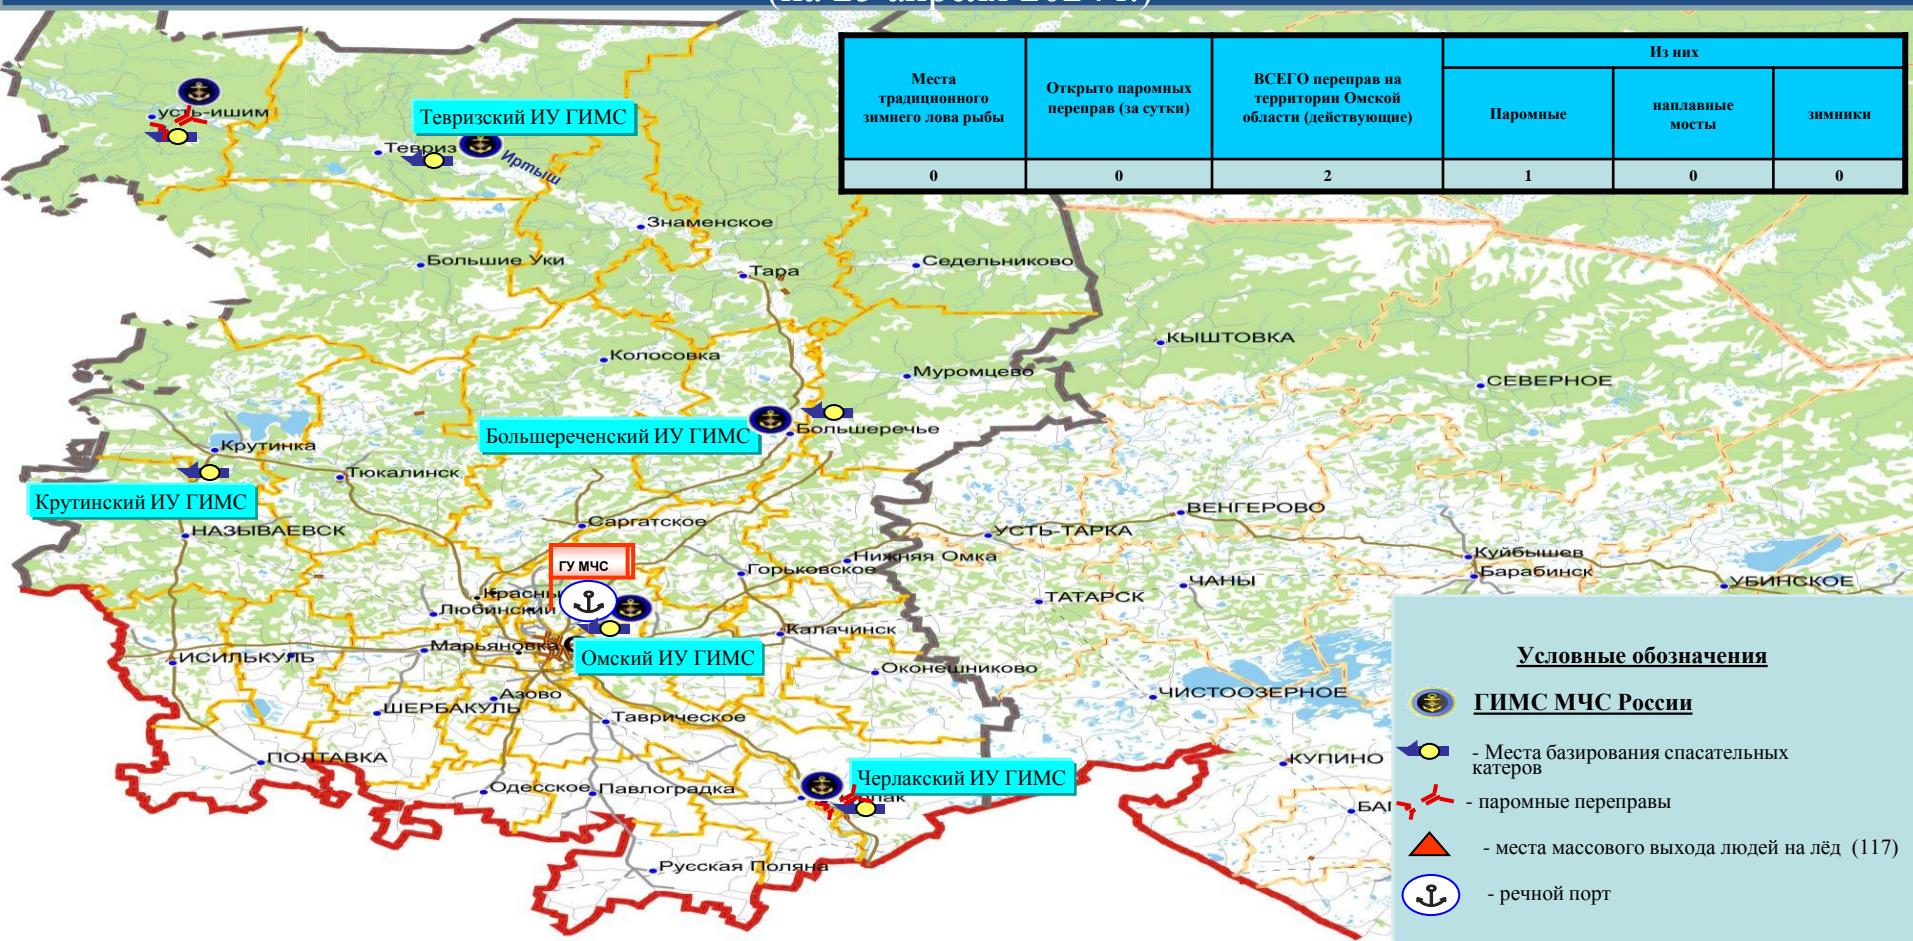 Места
традиционного
зимнего лова рыбы
Открыто паромных
переправ (за сутки)
ВСЕГО переправ на
территории Омской
области (действующие)
Из них
Паромные
наплавные
мосты
зимники
0
0
2
1
0
0
усть-ишим
Тевризский ИУ ГИМС
Тевриз
Иртыш
Знаменское
Большие Уки
Тара
Седельниково
КЫШТОВКА
Колосовка
Муромцево
СЕВЕРНОЕ
Большереченский ИУ ГИМС
Большеречье
Крутинка
Тюкалинск
Крутинский ИУ ГИМС
НАЗЫВАЕВСК
Саргатское
ВЕНГЕРОВО
УСТЬ-ТАРКА
Нижняя Омка
Куйбышев
ГУ МЧС
Горьковское
Барабинск
ЧАНЫ
УБИНСКОЕ
Любинский
ТАТАРСК
Калачинск
Марьяновка
ИСИЛЬКУЛЬ
Омский ИУ ГИМС
Оконешниково
ЧИСТООЗЕРНОЕ
Азово
ШЕРБАКУЛЬ
Таврическое
ПОЛТАВКА
КУПИНО
Черлакский ИУ ГИМС
Одесское
Павлоградка
Русская Поляна
Условные обозначения
ГИМС МЧС России
- Места базирования спасательных
катеров
- паромные переправы
- места массового выхода людей на лёд (117)
- речной порт